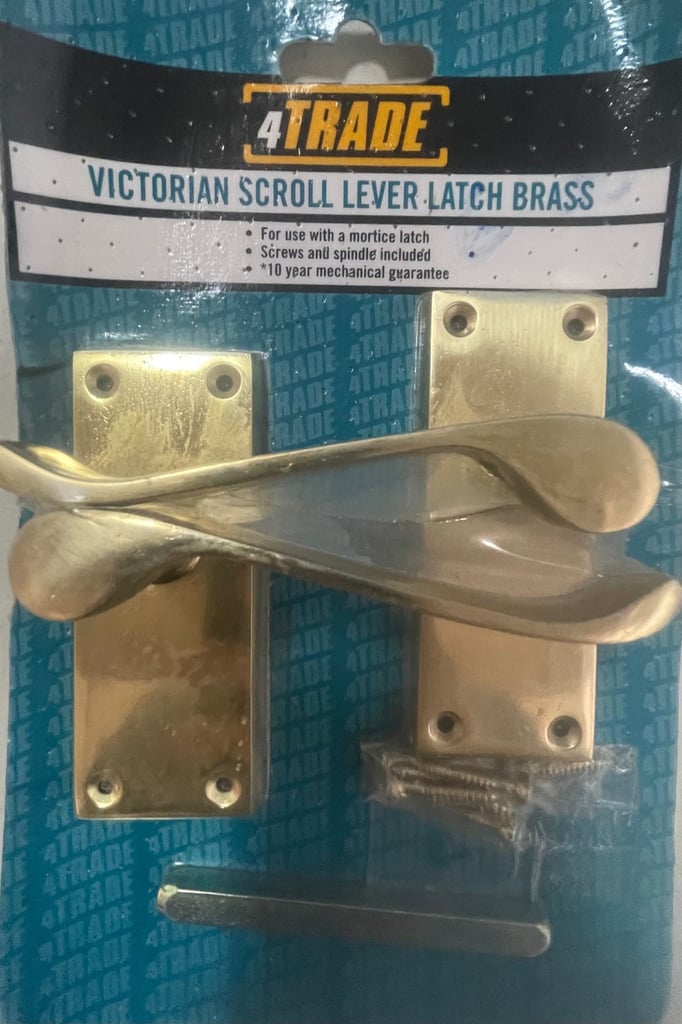 4TRADE
VICTORIAN SCROLL LEVER LATCH BRASS
• For use with a mortice latch
• Screws and spindle included
• *10 year mechanical guarantee